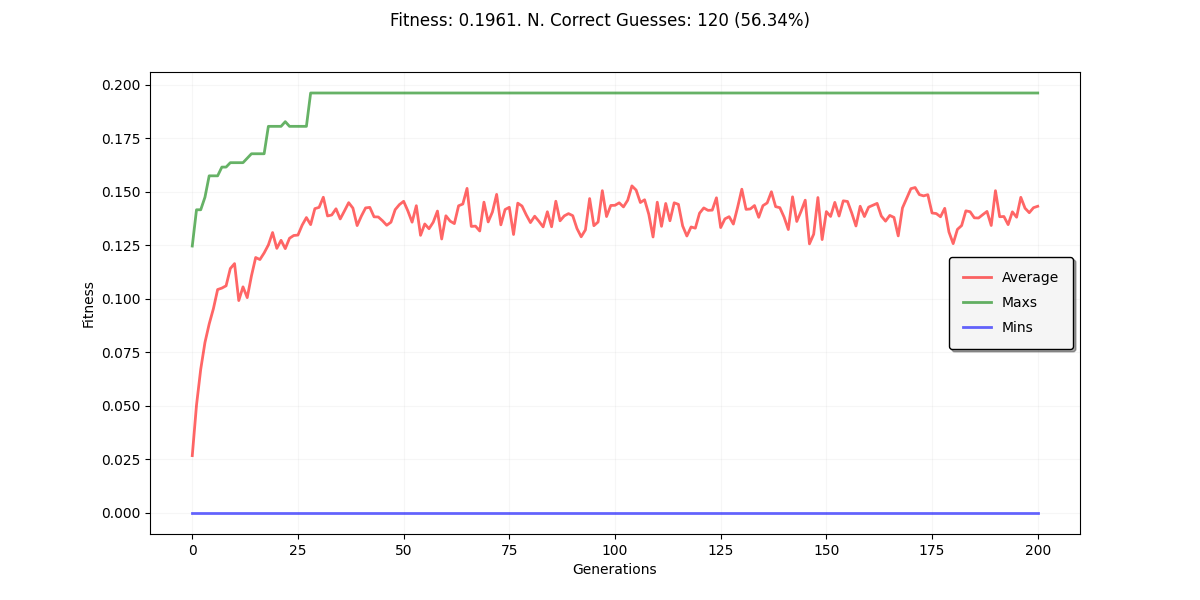 Fitness: 0.1961. N. Correct Guesses: 120 (56.34%)
0.200
0.175
0.150
0.125
0.100
0.075
0.050
0.025
0.000
Fitness
Average
Maxs
Mins
0 25 50 75 100 125 150 175 200
Generations